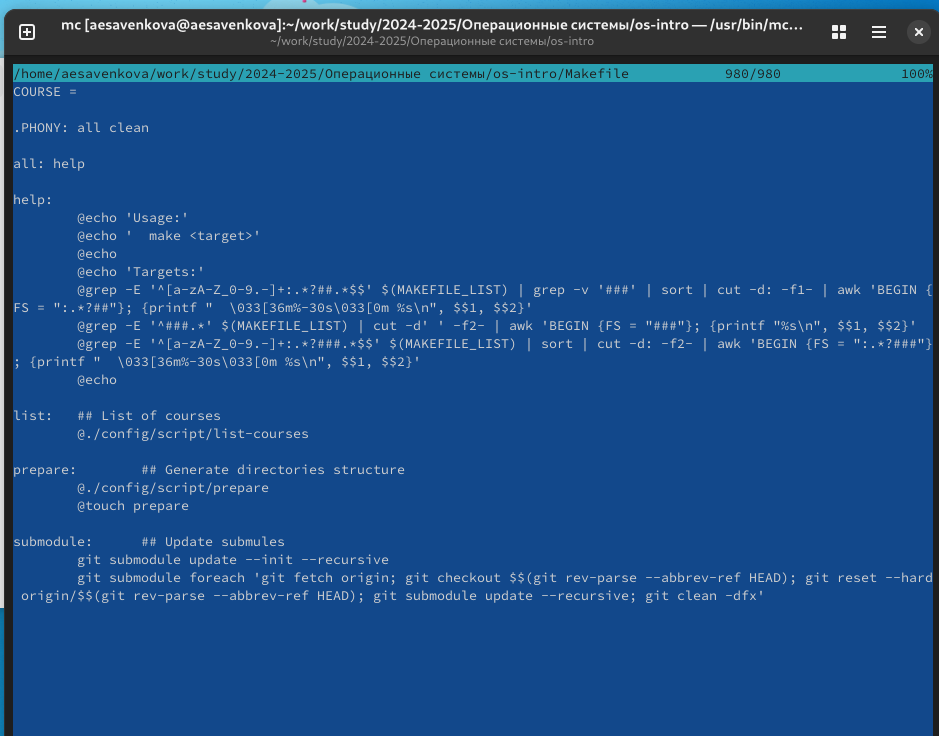 mc [aesavenkova@aesavenkova]:~/work/study/2024-2025/Операционные системы/os-intro — /usr/bin/mc...
~/work/study/2024-2025/Операционные системы/os-intro
/home/aesavenkova/work/study/2024-2025/Операционные системы/os-intro/Makefile 980/980 100%
COURSE =
.PHONY: all clean
all: help
help:
@echo 'Usage:'
@echo '  make <target>'
@echo
@echo 'Targets:'
@grep -E '^[a-zA-Z_0-9.-]+:.*?##.*$$' $(MAKEFILE_LIST) | grep -v '###' | sort | cut -d: -f1- | awk 'BEGIN {
FS = ":.*?##"}; {printf "  \033[36m%-30s\033[0m %s\n", $$1, $$2}'
@grep -E '^###.*' $(MAKEFILE_LIST) | cut -d' ' -f2- | awk 'BEGIN {FS = "###"}; {printf "%s\n", $$1, $$2}'
@grep -E '^[a-zA-Z_0-9.-]+:.*?###.*$$' $(MAKEFILE_LIST) | sort | cut -d: -f2- | awk 'BEGIN {FS = ":.*?###"}
; {printf "  \033[36m%-30s\033[0m %s\n", $$1, $$2}'
@echo
list:   ## List of courses
@./config/script/list-courses
prepare:        ## Generate directories structure
@./config/script/prepare
@touch prepare
submodule:      ## Update submules
git submodule update --init --recursive
git submodule foreach 'git fetch origin; git checkout $$(git rev-parse --abbrev-ref HEAD); git reset --hard
origin/$$(git rev-parse --abbrev-ref HEAD); git submodule update --recursive; git clean -dfx'